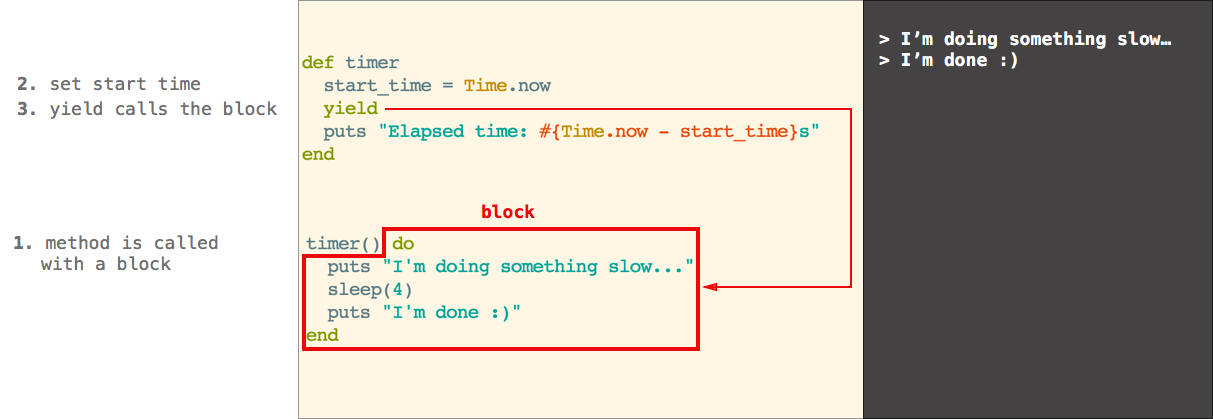 2. set start time
3. yield calls the block
1. method is called
with a block
def timer
  start_time = Time.now
  yield
  puts "Elapsed time: #{Time.now - start_time}s"
end
block
timer() do
  puts "I'm doing something slow..."
  sleep(4)
  puts "I'm done :)"
end
> I’m doing something slow…
> I’m done :)